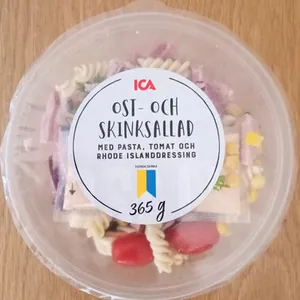 ICA
OST- OCH
SKINKSALLAD
MED PASTA, TOMAT OCH
RHODE ISLANDDRESSING
365 g